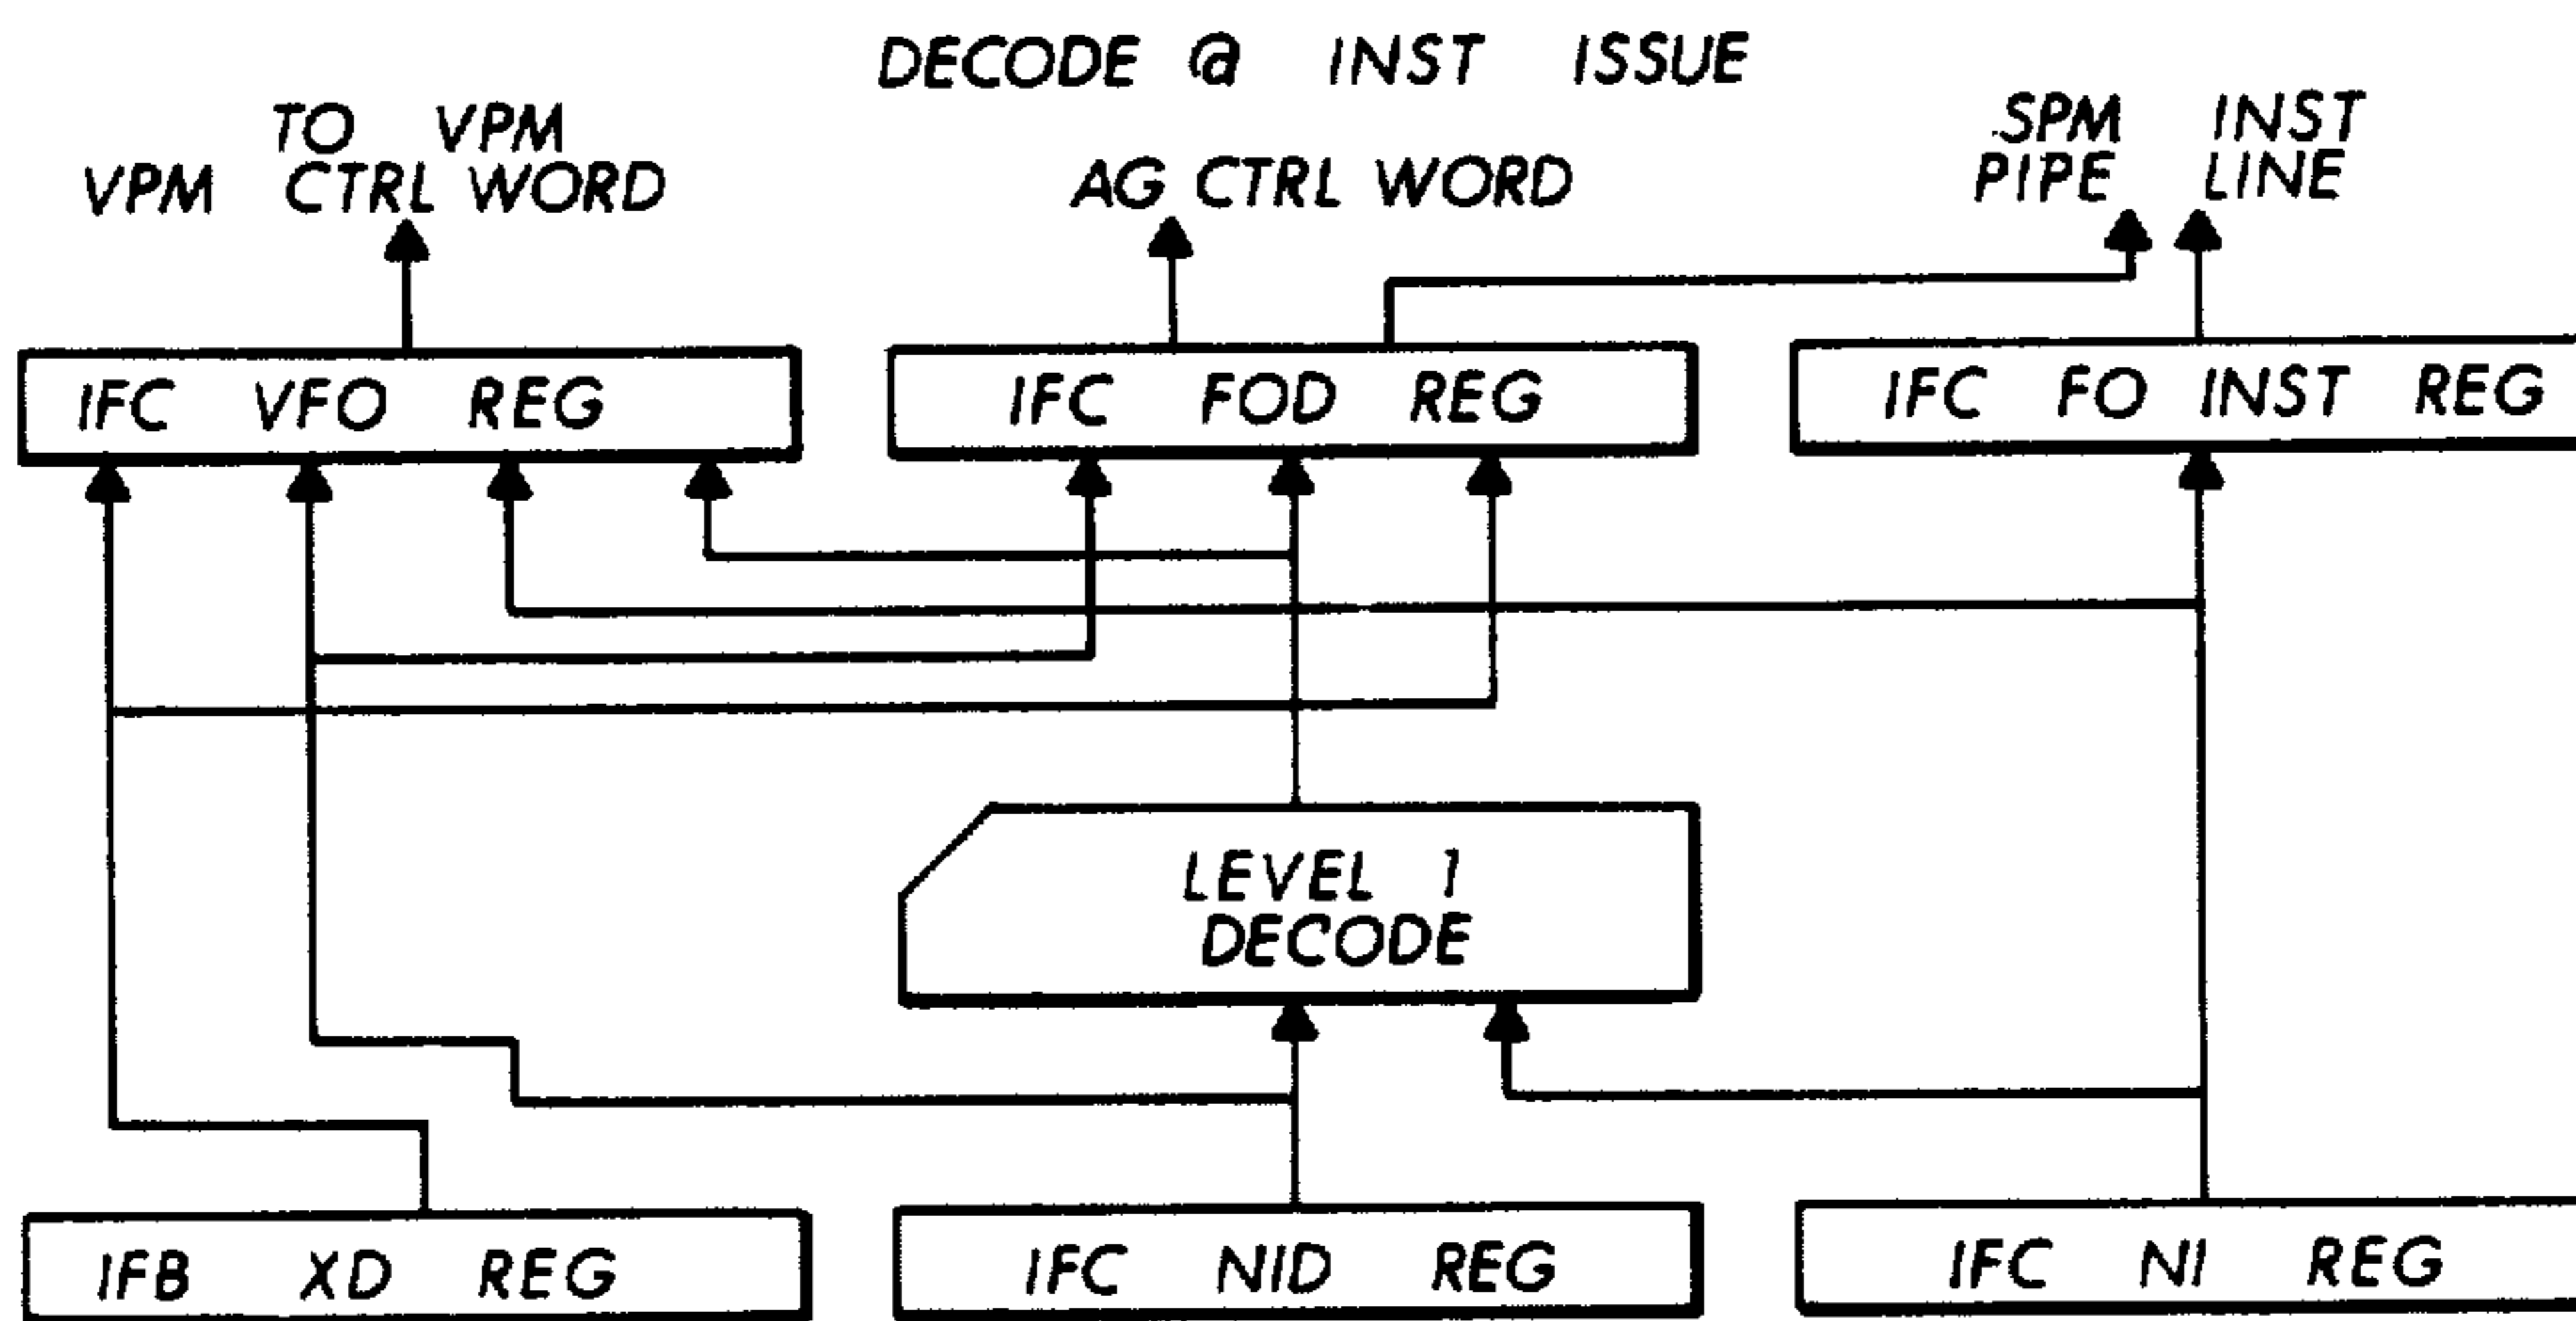 DECODE @ INST ISSUE
TO VPM
VPM CTRL WORD
AG CTRL WORD
SPM INST
PIPE LINE
IFC VFO REG
IFC FOD REG
IFC FO INST REG
LEVEL 1
DECODE
IFB XD REG
IFC NID REG
IFC NI REG